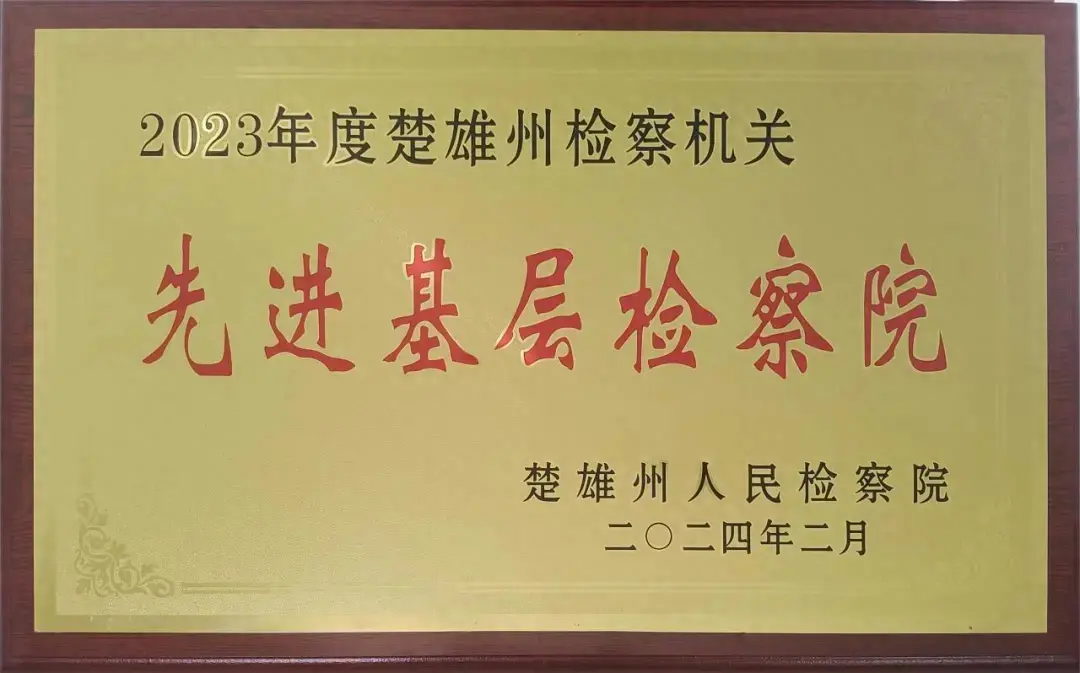 2023年度楚雄州检察机关
先进基层检察院
楚雄州人民检察院
二〇二四年二月